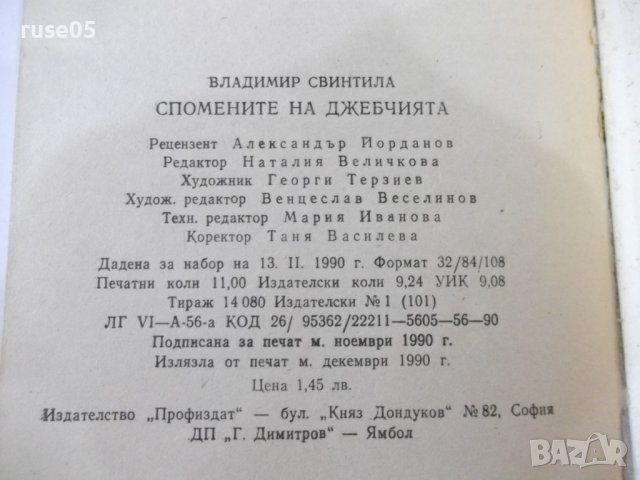 ruse05
ВЛАДИМИР СВИНТИЛА
СПОМЕНИТЕ НА ДЖЕБЧИЯТА
Рецензент Александър Йорданов
Редактор Наталия Величкова
Художник Георги Терзиев
Худож. редактор Венцеслав Веселинов
Техн. редактор Мария Иванова
Коректор Таня Василева
Дадена за набор на 13. II. 1990 г. Формат 32/84/108
Печатни коли 11,00 Издателски коли 9,24 УИК 9,08
Тираж 14 080 Издателски № 1 (101)
ЛГ VI—А-56-а КОД 26/ 95362/22211—5605—56—90
Подписана за печат м. ноември 1990 г.
Излязла от печат м. декември 1990 г.
Цена 1,45 лв.
Издателство „Профиздат“ — бул. „Княз Дондуков“ № 82, София
ДП „Г. Димитров“ — Ямбол
BAZAR
bg